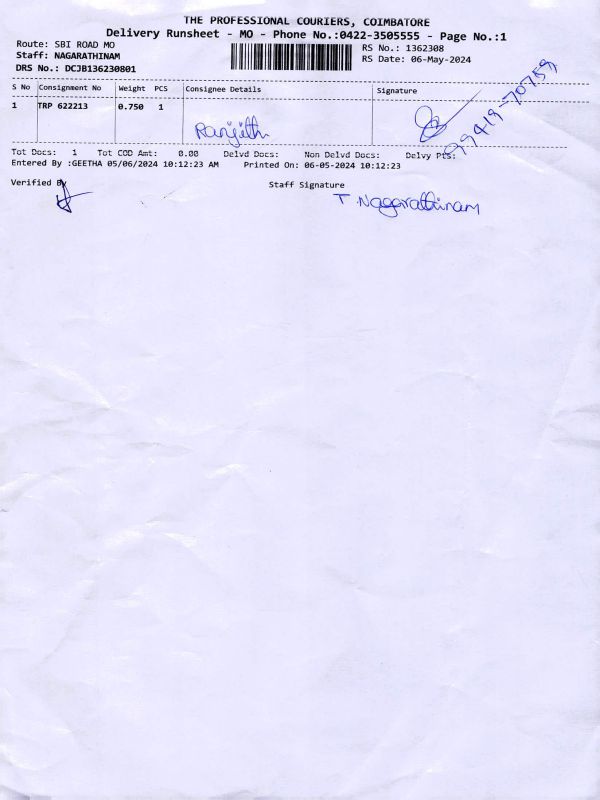 THE PROFESSIONAL COURIERS, COIMBATORE
Delivery Runsheet - MO - Phone No.:0422-3505555 - Page No.:1
Route: SBI ROAD MO
RS No.: 1362308
Staff: NAGARATHINAM
RS Date: 06-May-2024
DRS No.: DCJB136230801
S No Consignment No Weight PCS Consignee Details Signature
1 TRP 622213 0.750 1
Ranjith
99419-70759
Tot Docs: 1 Tot COD Amt: 0.00 Delvd Docs: Non Delvd Docs: Delvy Pts:
Entered By :GEETHA 05/06/2024 10:12:23 AM Printed On: 06-05-2024 10:12:23
Verified By Staff Signature
T. Nagarathinam